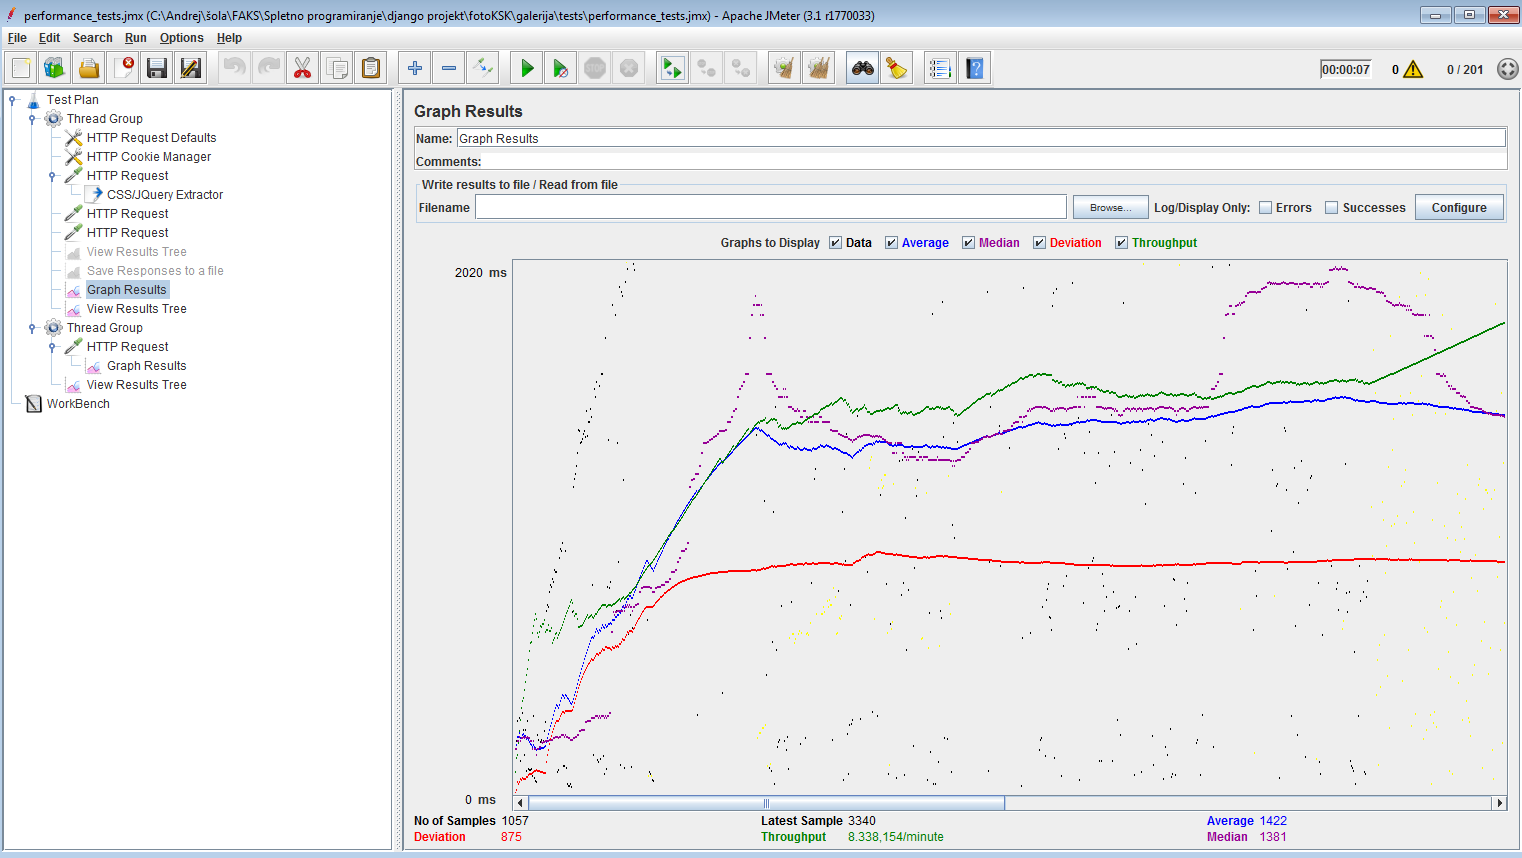 performance_tests.jmx (C:\Andrej\šola\FAKS\Spletno programiranje\django projekt\fotoKSK\galerija\tests\performance_tests.jmx) - Apache JMeter (3.1 r1770033)
File Edit Search Run Options Help
STOP 00:00:07 0 0 / 201
Test Plan
Thread Group
HTTP Request Defaults
HTTP Cookie Manager
HTTP Request
CSS/JQuery Extractor
HTTP Request
HTTP Request
View Results Tree
Save Responses to a file
Graph Results
View Results Tree
Thread Group
HTTP Request
Graph Results
View Results Tree
WorkBench
Graph Results
Name: Graph Results
Comments:
Write results to file / Read from file
Filename Browse... Log/Display Only: Errors Successes Configure
Graphs to Display Data Average Median Deviation Throughput
2020 ms
0 ms
No of Samples 1057 Latest Sample 3340 Average 1422
Deviation 875 Throughput 8.338,154/minute Median 1381